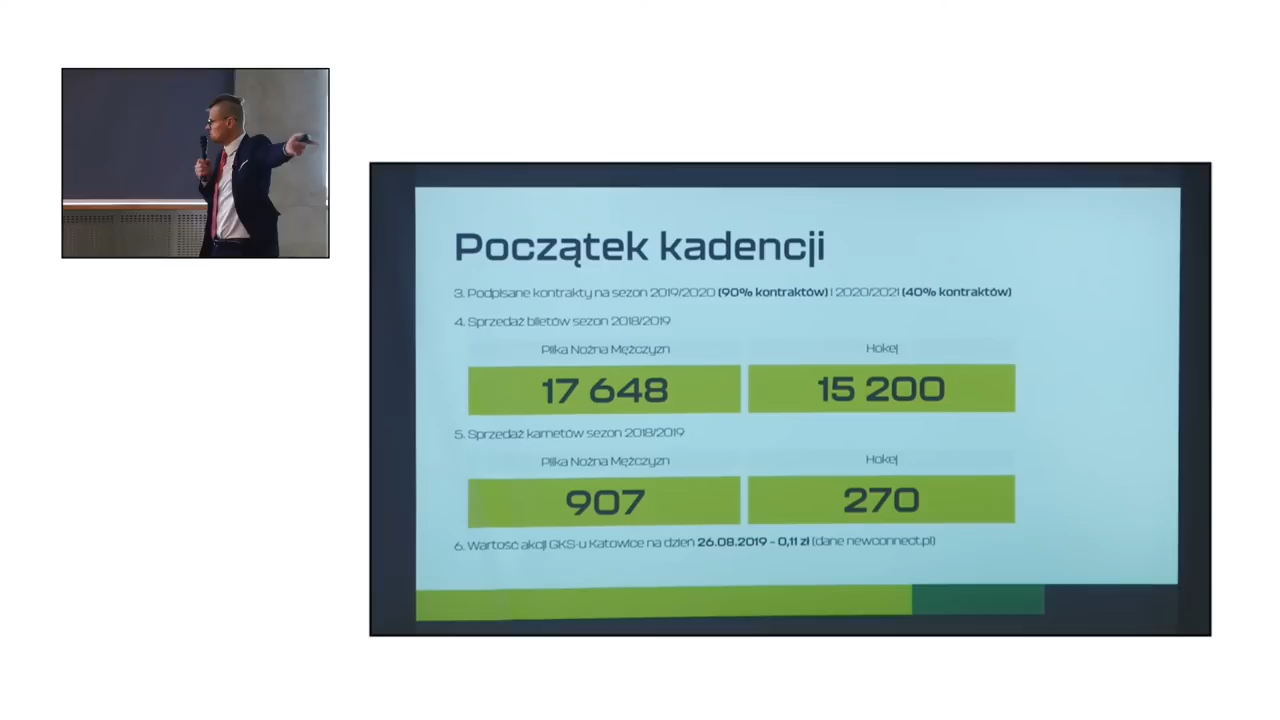 Początek kadencji
3. Podpisane kontrakty na sezon 2019/2020 (90% kontraktów) i 2020/2021 (40% kontraktów)
4. Sprzedaż biletów sezon 2018/2019
Piłka Nożna Mężczyzn Hokej
17 648 15 200
5. Sprzedaż karnetów sezon 2018/2019
Piłka Nożna Mężczyzn Hokej
907 270
6. Wartość akcji GKS-u Katowice na dzień 26.08.2019 - 0,11 zł (dane newconnect.pl)